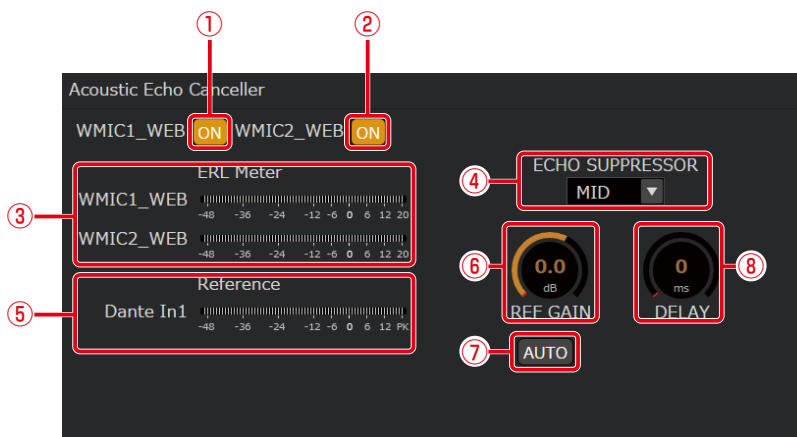 ① ②
Acoustic Echo Canceller
WMIC1_WEB ON WMIC2_WEB ON
③
ERL Meter
WMIC1_WEB
-48 -36 -24 -12 -6 0 6 12 20
WMIC2_WEB
-48 -36 -24 -12 -6 0 6 12 20
④
ECHO SUPPRESSOR
MID
⑤
Reference
Dante In1
-48 -36 -24 -12 -6 0 6 12 PK
⑥
0.0
dB
REF GAIN
⑦
AUTO
0
ms
DELAY
⑧